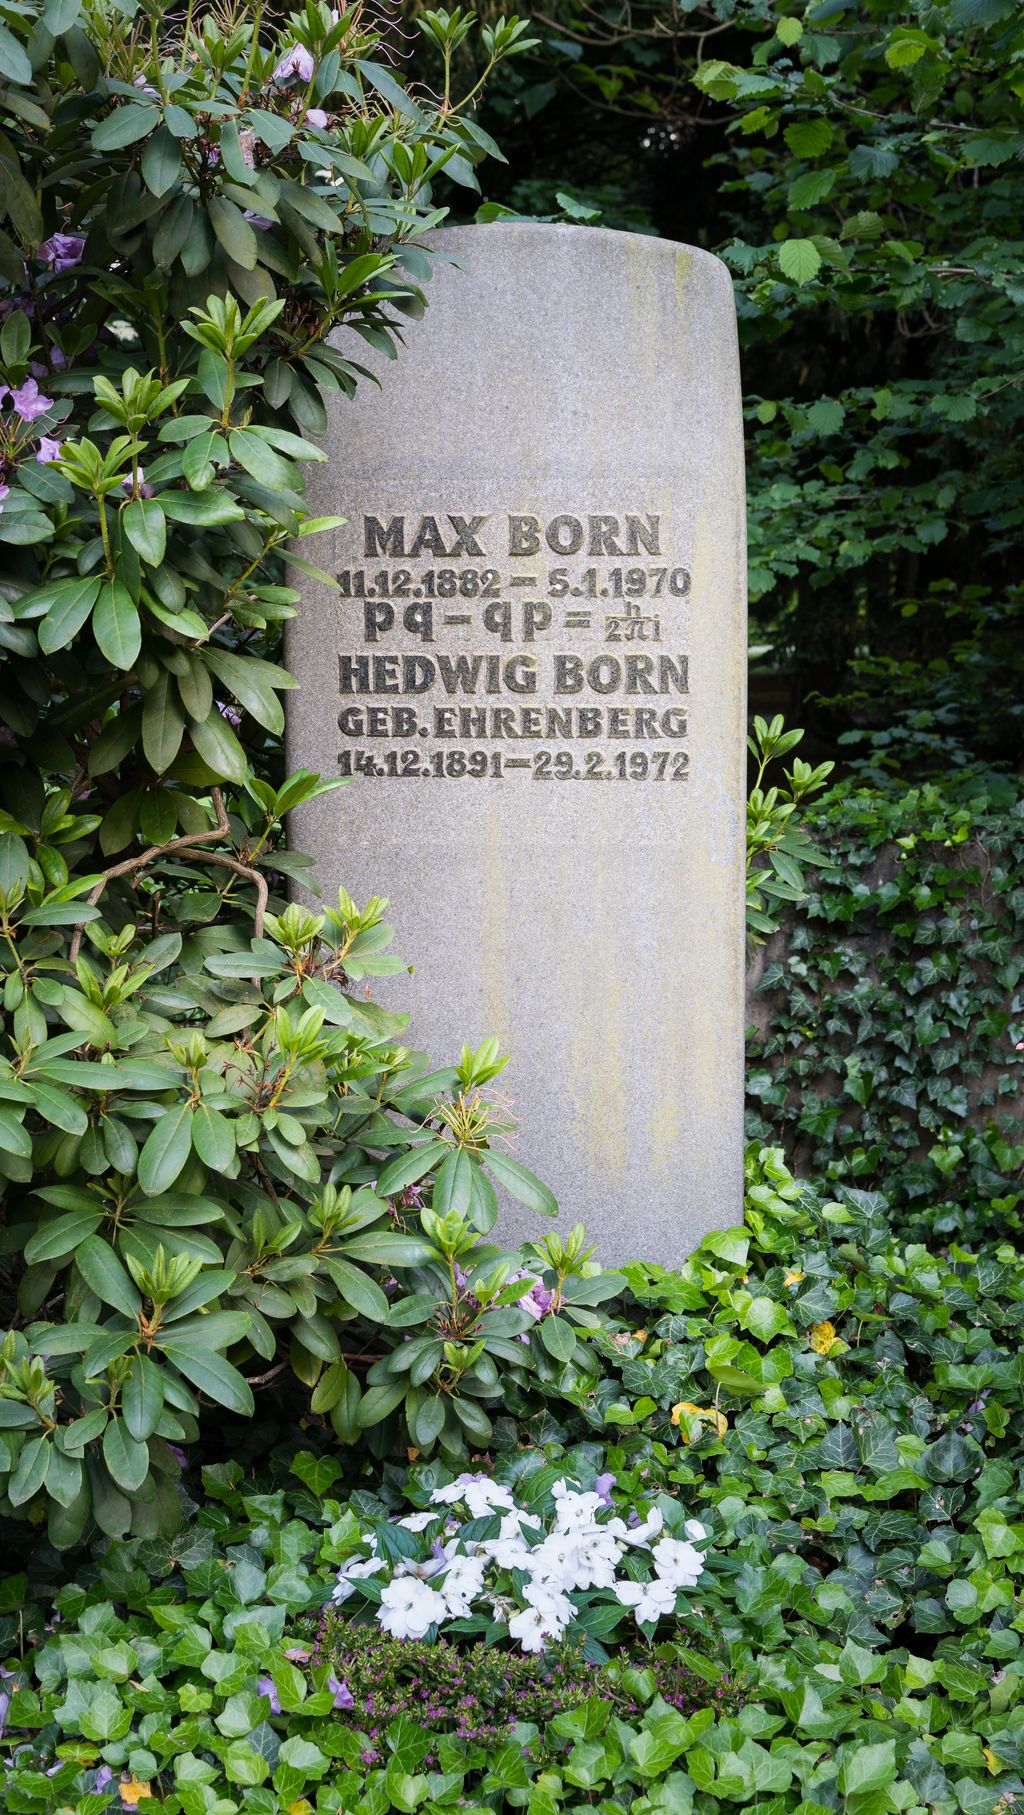 MAX BORN
11.12.1882 – 5.1.1970
pq – qp = h/2πi
HEDWIG BORN
GEB. EHRENBERG
14.12.1891 – 29.2.1972